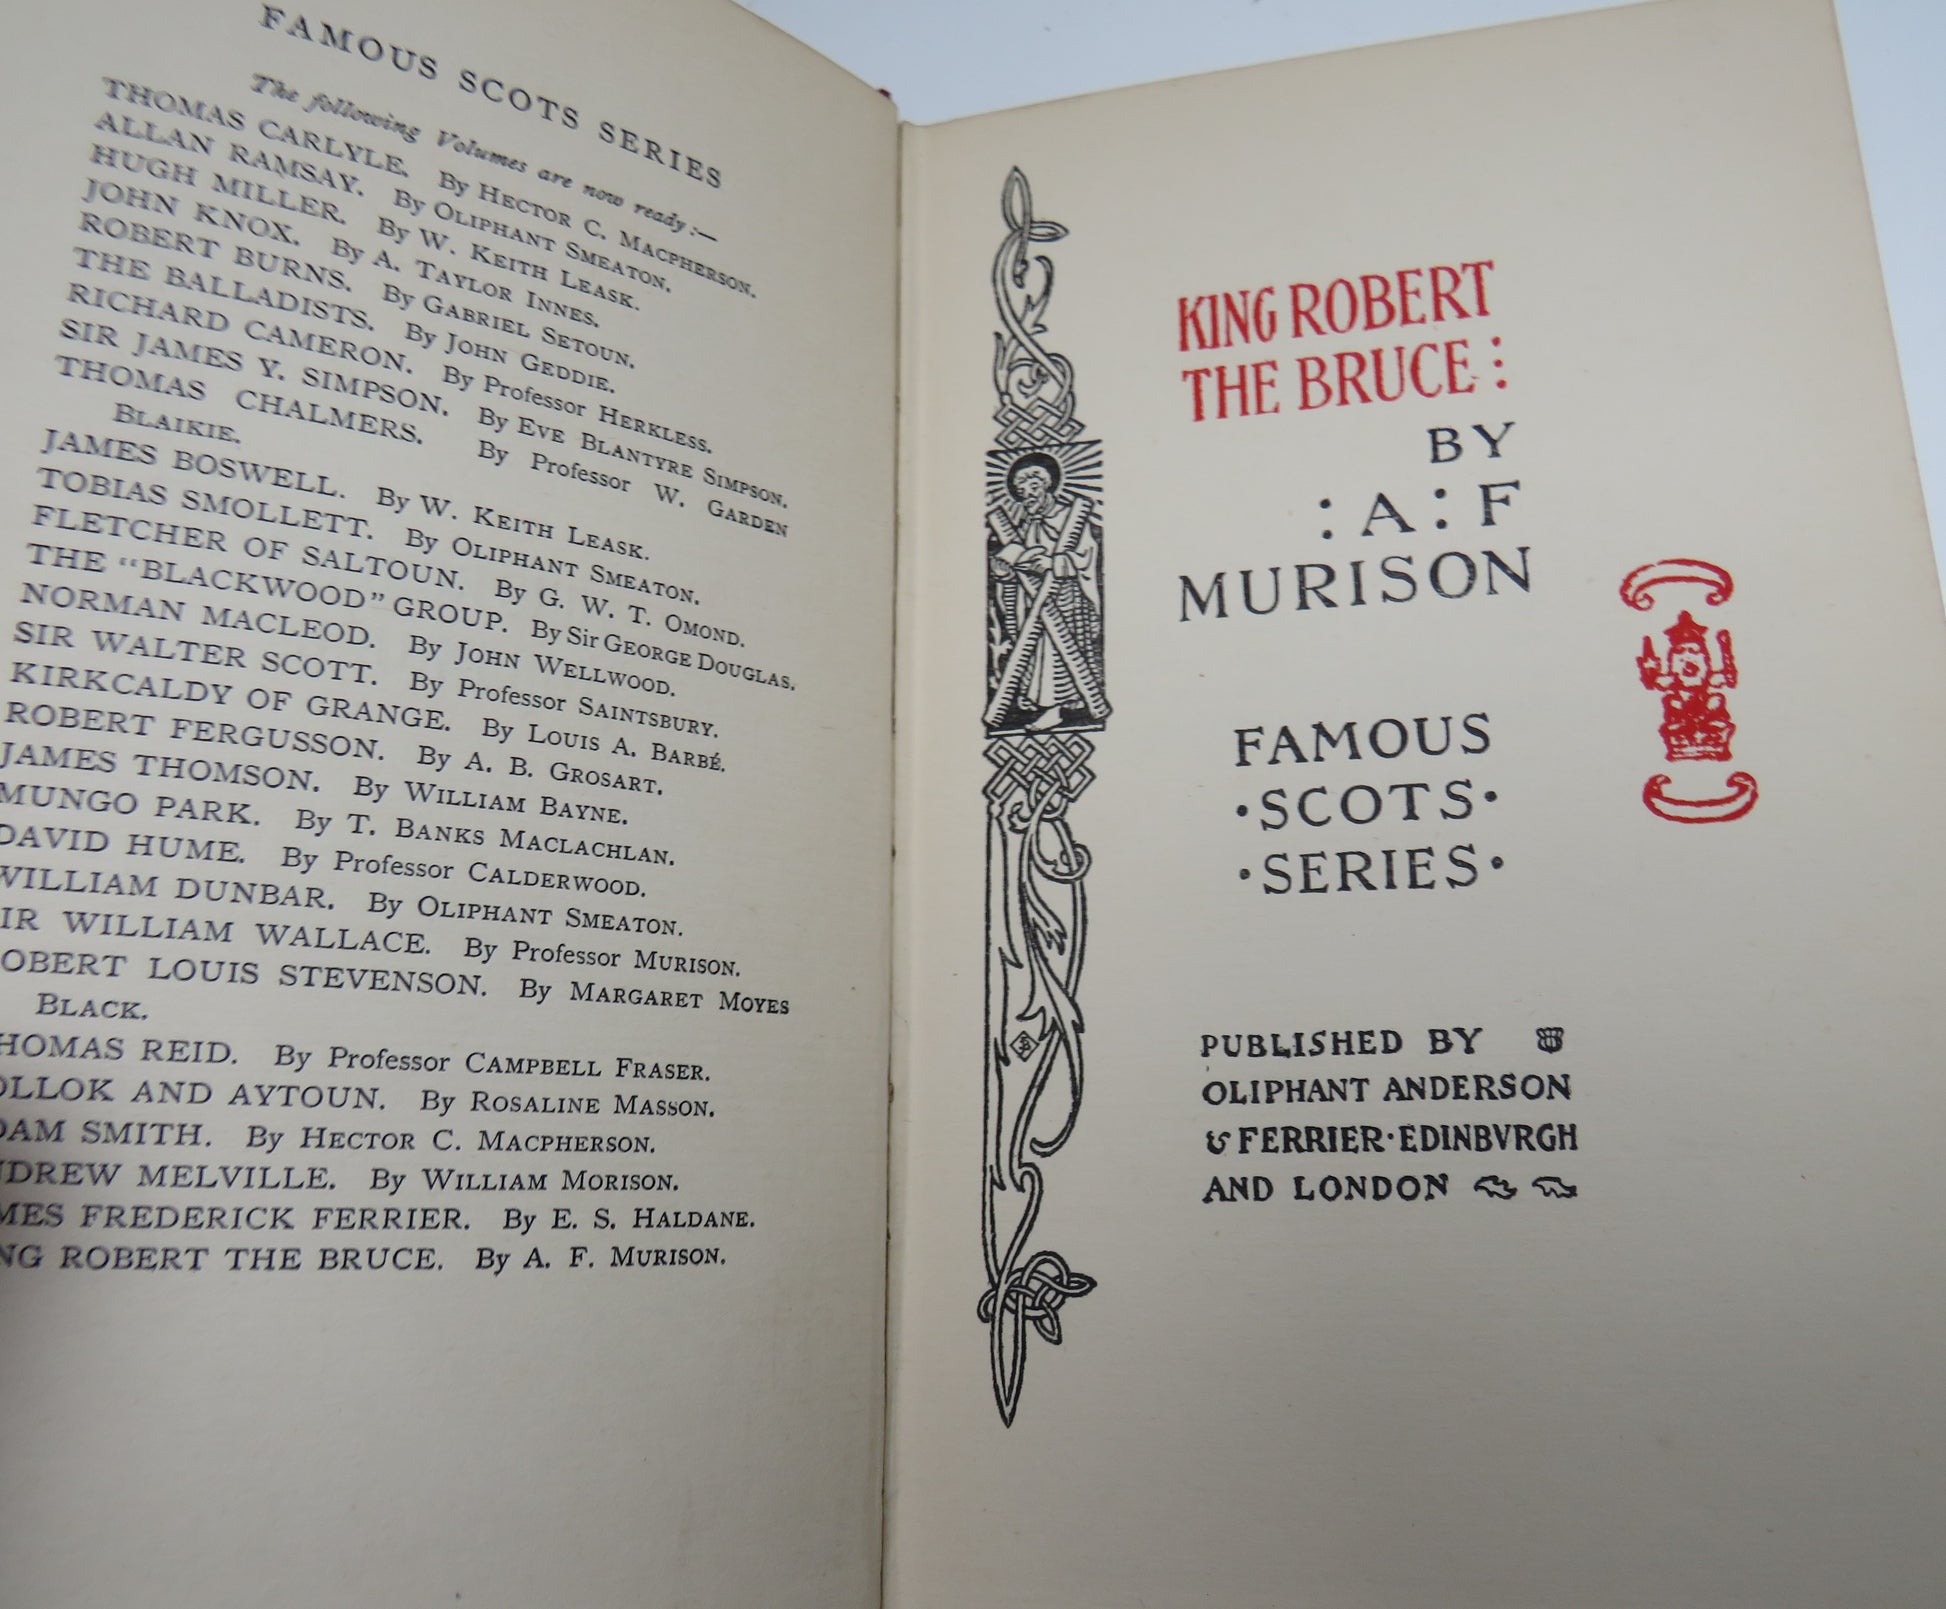 FAMOUS SCOTS SERIES
The following Volumes are now ready:—
THOMAS CARLYLE. By HECTOR C. MACPHERSON.
ALLAN RAMSAY. By OLIPHANT SMEATON.
HUGH MILLER. By W. KEITH LEASK.
JOHN KNOX. By A. TAYLOR INNES.
ROBERT BURNS. By GABRIEL SETOUN.
THE BALLADISTS. By JOHN GEDDIE.
RICHARD CAMERON. By Professor HERKLESS.
SIR JAMES Y. SIMPSON. By EVE BLANTYRE SIMPSON.
THOMAS CHALMERS. By Professor W. GARDEN
BLAIKIE.
JAMES BOSWELL. By W. KEITH LEASK.
TOBIAS SMOLLETT. By OLIPHANT SMEATON.
FLETCHER OF SALTOUN. By G. W. T. OMOND.
THE "BLACKWOOD" GROUP. By Sir GEORGE DOUGLAS.
NORMAN MACLEOD. By JOHN WELLWOOD.
SIR WALTER SCOTT. By Professor SAINTSBURY.
KIRKCALDY OF GRANGE. By LOUIS A. BARBÉ.
ROBERT FERGUSSON. By A. B. GROSART.
JAMES THOMSON. By WILLIAM BAYNE.
MUNGO PARK. By T. BANKS MACLACHLAN.
DAVID HUME. By Professor CALDERWOOD.
WILLIAM DUNBAR. By OLIPHANT SMEATON.
IR WILLIAM WALLACE. By Professor MURISON.
OBERT LOUIS STEVENSON. By MARGARET MOYES
BLACK.
HOMAS REID. By Professor CAMPBELL FRASER.
OLLOK AND AYTOUN. By ROSALINE MASSON.
DAM SMITH. By HECTOR C. MACPHERSON.
NDREW MELVILLE. By WILLIAM MORISON.
MES FREDERICK FERRIER. By E. S. HALDANE.
NG ROBERT THE BRUCE. By A. F. MURISON.
KING ROBERT
THE BRUCE :
BY
: A : F
MURISON
FAMOUS
·SCOTS·
·SERIES·
PUBLISHED BY
OLIPHANT ANDERSON
& FERRIER·EDINBVRGH
AND LONDON